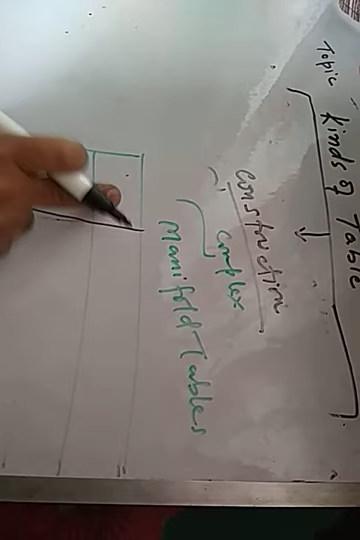 Topic - Kinds of Table
Construction
Complex
Manifold Tables